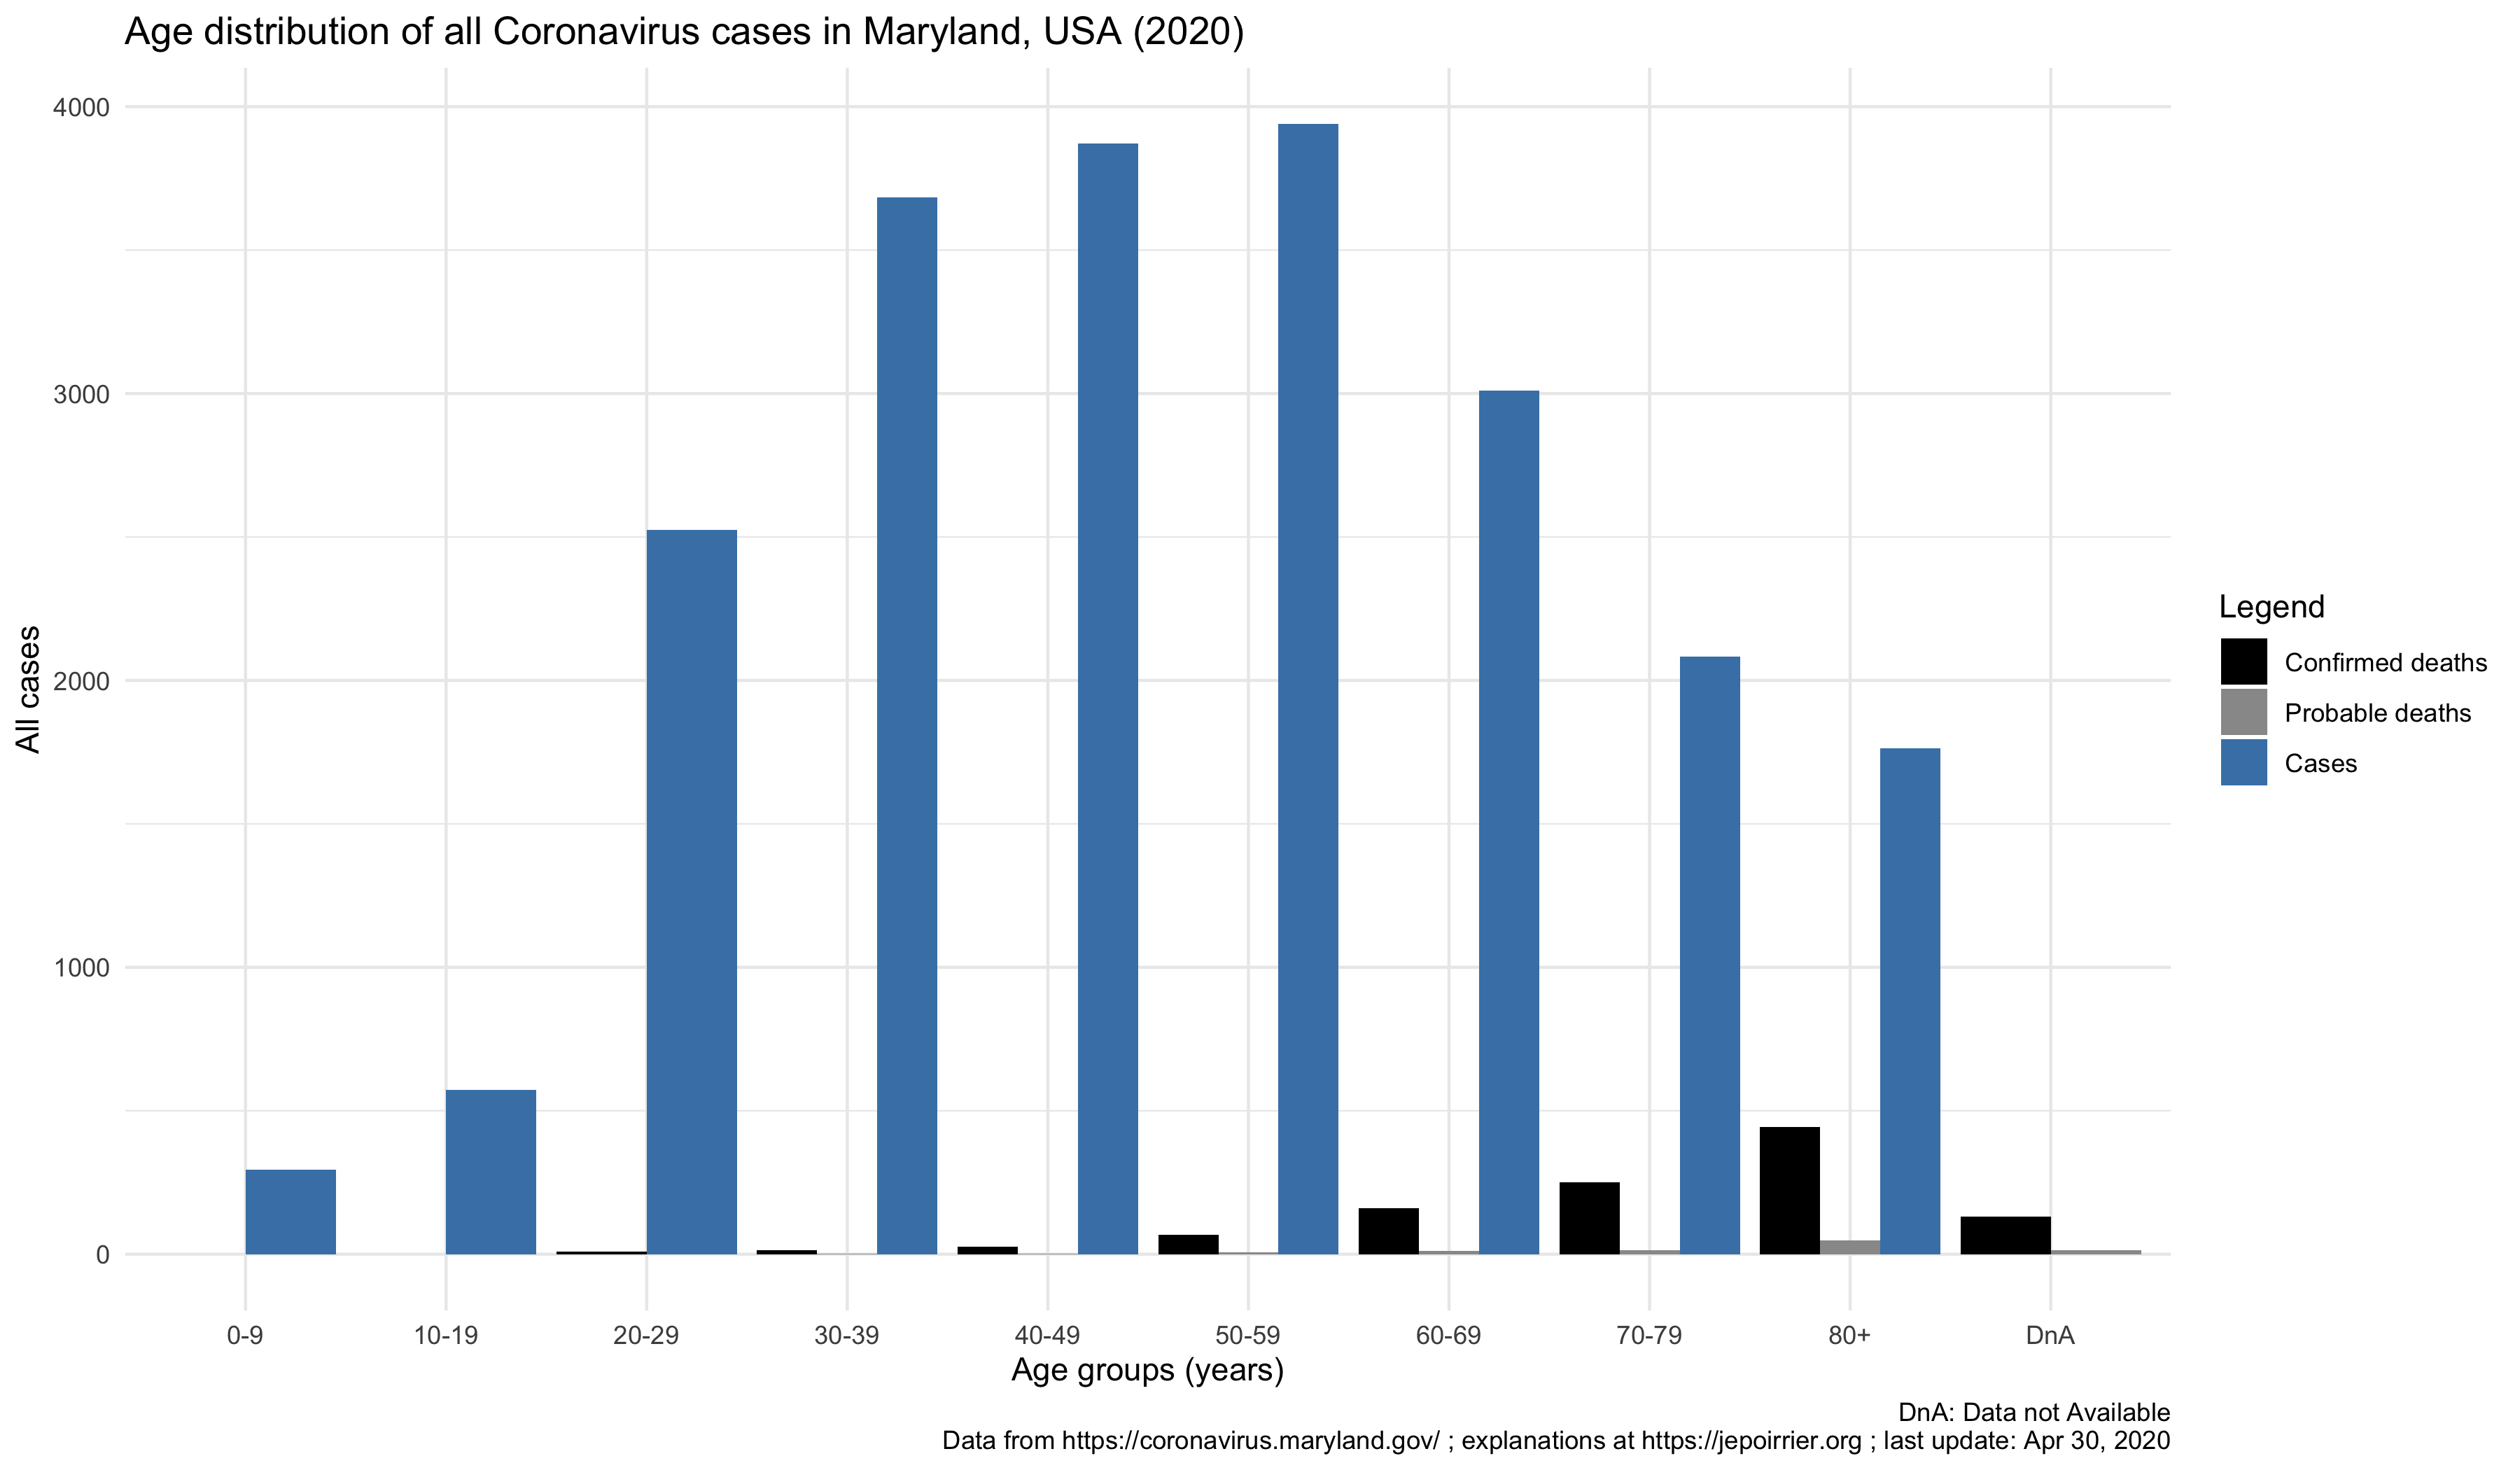 Age distribution of all Coronavirus cases in Maryland, USA (2020)
4000
3000
2000
1000
0
All cases
0-9
10-19
20-29
30-39
40-49
50-59
60-69
70-79
80+
DnA
Age groups (years)
Legend
Confirmed deaths
Probable deaths
Cases
DnA: Data not Available
Data from https://coronavirus.maryland.gov/ ; explanations at https://jepoirrier.org ; last update: Apr 30, 2020